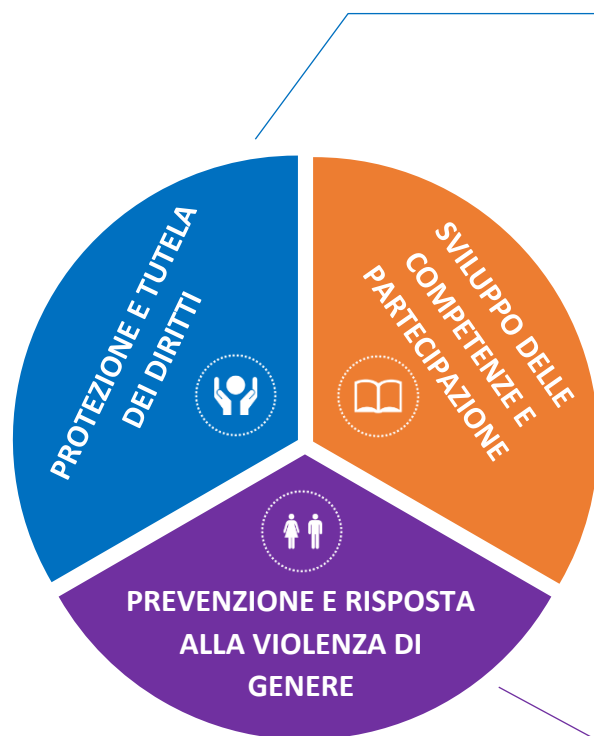 PROTEZIONE E TUTELA
DEI DIRITTI
SVILUPPO DELLE
COMPETENZE E
PARTECIPAZIONE
PREVENZIONE E RISPOSTA
ALLA VIOLENZA DI
GENERE